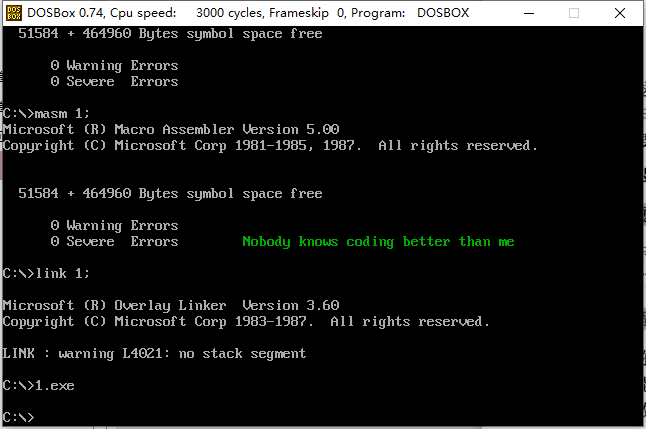 DOSBox 0.74, Cpu speed: 3000 cycles, Frameskip 0, Program: DOSBOX
51584 + 464960 Bytes symbol space free
0 Warning Errors
0 Severe Errors
C:\>masm 1;
Microsoft (R) Macro Assembler Version 5.00
Copyright (C) Microsoft Corp 1981-1985, 1987. All rights reserved.
51584 + 464960 Bytes symbol space free
0 Warning Errors
0 Severe Errors Nobody knows coding better than me
C:\>link 1;
Microsoft (R) Overlay Linker Version 3.60
Copyright (C) Microsoft Corp 1983-1987. All rights reserved.
LINK : warning L4021: no stack segment
C:\>1.exe
C:\>